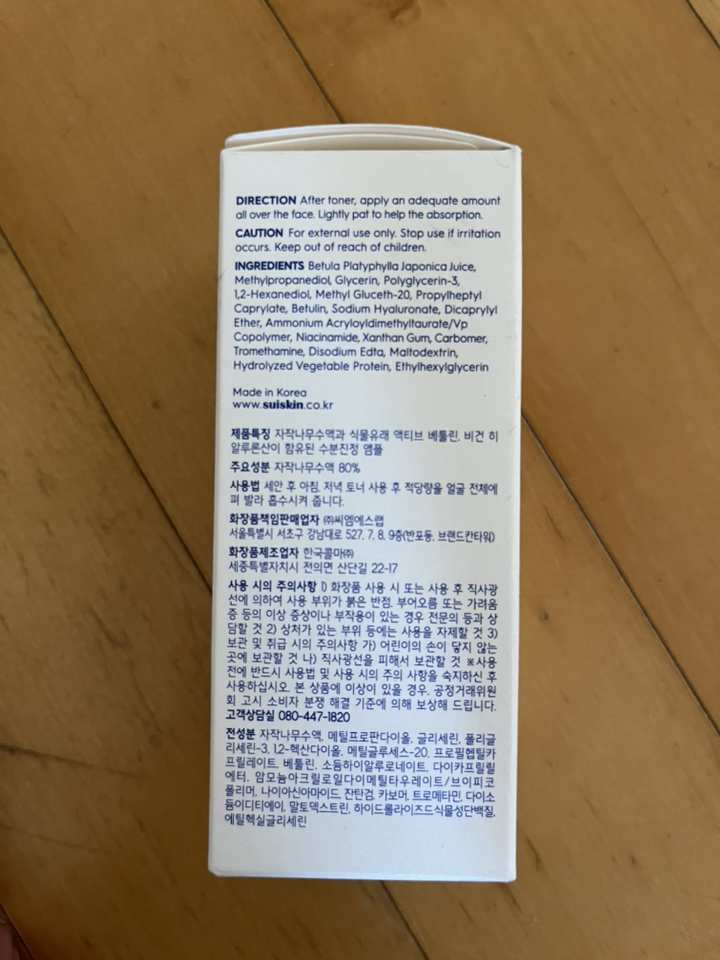 DIRECTION After toner, apply an adequate amount
all over the face. Lightly pat to help the absorption.
CAUTION For external use only. Stop use if irritation
occurs. Keep out of reach of children.
INGREDIENTS Betula Platyphylla Japonica Juice,
Methylpropanediol, Glycerin, Polyglycerin-3,
1,2-Hexanediol, Methyl Gluceth-20, Propylheptyl
Caprylate, Betulin, Sodium Hyaluronate, Dicaprylyl
Ether, Ammonium Acryloyldimethyltaurate/Vp
Copolymer, Niacinamide, Xanthan Gum, Carbomer,
Tromethamine, Disodium Edta, Maltodextrin,
Hydrolyzed Vegetable Protein, Ethylhexylglycerin
Made in Korea
www.suiskin.co.kr
제품특징 자작나무수액과 식물유래 액티브 베툴린, 비건 히
알루론산이 함유된 수분진정 앰플
주요성분 자작나무수액 80%
사용법 세안 후 아침, 저녁 토너 사용 후 적당량을 얼굴 전체에
펴 발라 흡수시켜 줍니다.
화장품책임판매업자 ㈜씨엠에스랩
서울특별시 서초구 강남대로 527, 7, 8, 9층(반포동, 브랜드칸타워)
화장품제조업자 한국콜마㈜
세종특별자치시 전의면 산단길 22-17
사용 시의 주의사항 1) 화장품 사용 시 또는 사용 후 직사광
선에 의하여 사용 부위가 붉은 반점, 부어오름 또는 가려움
증 등의 이상 증상이나 부작용이 있는 경우 전문의 등과 상
담할 것 2) 상처가 있는 부위 등에는 사용을 자제할 것 3)
보관 및 취급 시의 주의사항 가) 어린이의 손이 닿지 않는
곳에 보관할 것 나) 직사광선을 피해서 보관할 것 ※사용
전에 반드시 사용법 및 사용 시의 주의 사항을 숙지하신 후
사용하십시오. 본 상품에 이상이 있을 경우, 공정거래위원
회 고시 소비자 분쟁 해결 기준에 의해 보상해 드립니다.
고객상담실 080-447-1820
전성분 자작나무수액, 메틸프로판다이올, 글리세린, 폴리글
리세린-3, 1,2-헥산다이올, 메틸글루세스-20, 프로필헵틸카
프릴레이트, 베툴린, 소듐하이알루로네이트, 다이카프릴릴
에터, 암모늄아크릴로일다이메틸타우레이트/브이피코
폴리머, 나이아신아마이드, 잔탄검, 카보머, 트로메타민, 다이소
듐이디티에이, 말토덱스트린, 하이드롤라이즈드식물성단백질,
에틸헥실글리세린